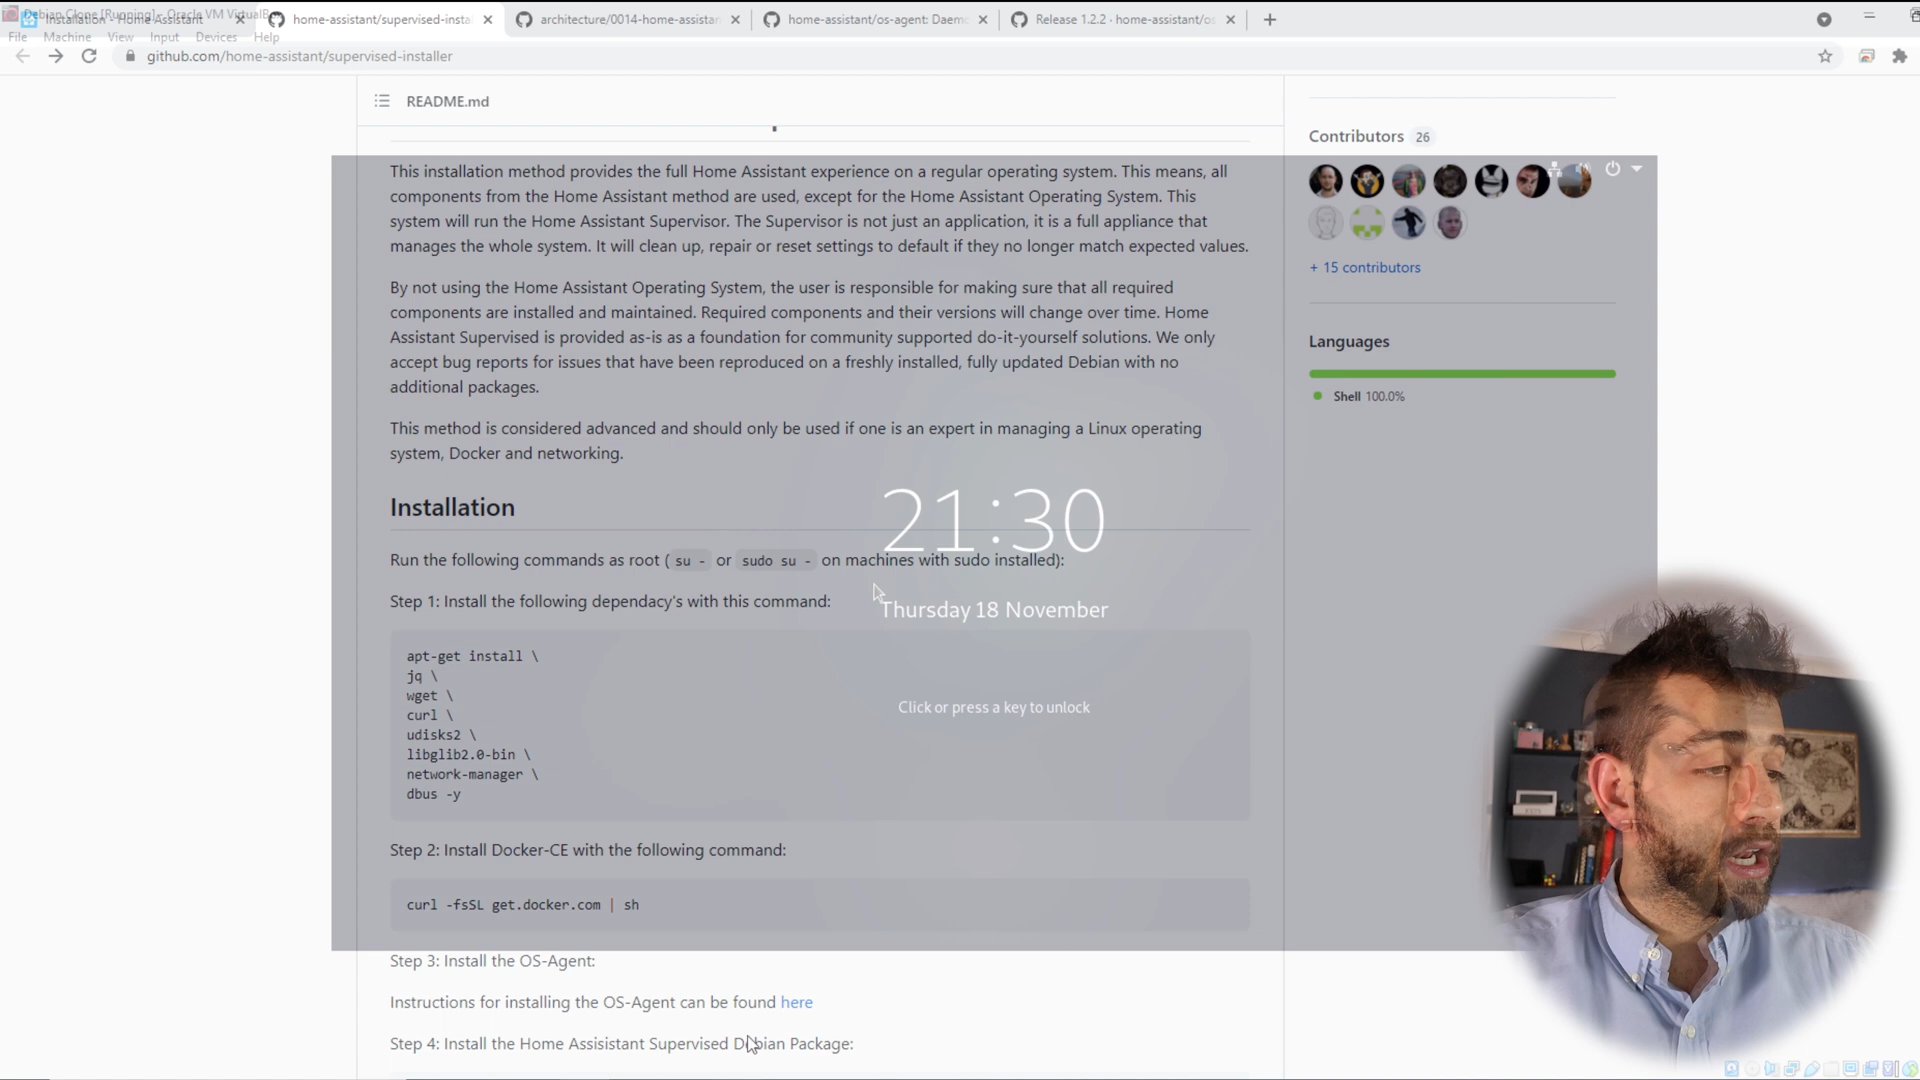 Debian Clone [Running] - Oracle VM VirtualBox
Installation - Home Assistant
home-assistant/supervised-insta
architecture/0014-home-assistan
home-assistant/os-agent: Daemo
Release 1.2.2 · home-assistant/os
File Machine View Input Devices Help
github.com/home-assistant/supervised-installer
README.md
This installation method provides the full Home Assistant experience on a regular operating system. This means, all
components from the Home Assistant method are used, except for the Home Assistant Operating System. This
system will run the Home Assistant Supervisor. The Supervisor is not just an application, it is a full appliance that
manages the whole system. It will clean up, repair or reset settings to default if they no longer match expected values.
By not using the Home Assistant Operating System, the user is responsible for making sure that all required
components are installed and maintained. Required components and their versions will change over time. Home
Assistant Supervised is provided as-is as a foundation for community supported do-it-yourself solutions. We only
accept bug reports for issues that have been reproduced on a freshly installed, fully updated Debian with no
additional packages.
This method is considered advanced and should only be used if one is an expert in managing a Linux operating
system, Docker and networking.
Installation
Run the following commands as root ( su - or sudo su - on machines with sudo installed):
Step 1: Install the following dependacy's with this command:
apt-get install \
jq \
wget \
curl \
udisks2 \
libglib2.0-bin \
network-manager \
dbus -y
Step 2: Install Docker-CE with the following command:
curl -fsSL get.docker.com | sh
Step 3: Install the OS-Agent:
Instructions for installing the OS-Agent can be found here
Step 4: Install the Home Assisistant Supervised Debian Package:
21:30
Thursday 18 November
Click or press a key to unlock
Contributors 26
+ 15 contributors
Languages
Shell 100.0%